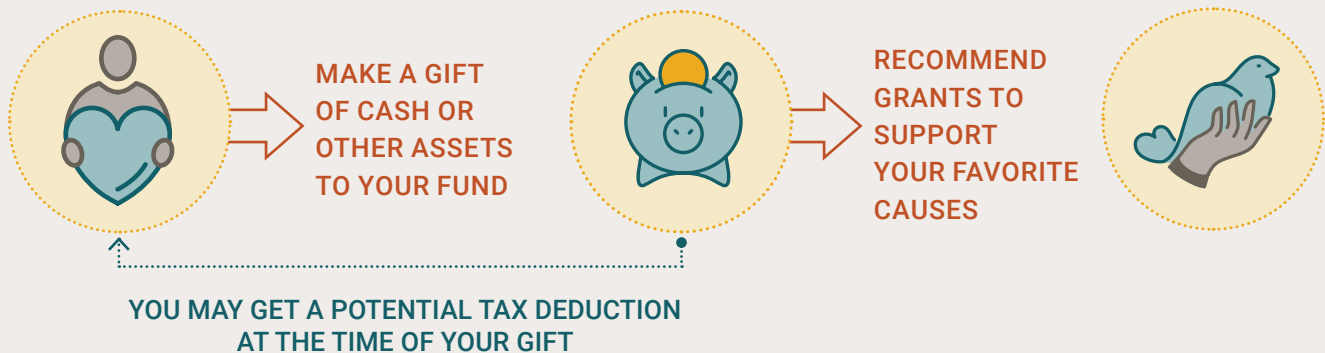 MAKE A GIFT
OF CASH OR
OTHER ASSETS
TO YOUR FUND
RECOMMEND
GRANTS TO
SUPPORT
YOUR FAVORITE
CAUSES
YOU MAY GET A POTENTIAL TAX DEDUCTION
AT THE TIME OF YOUR GIFT